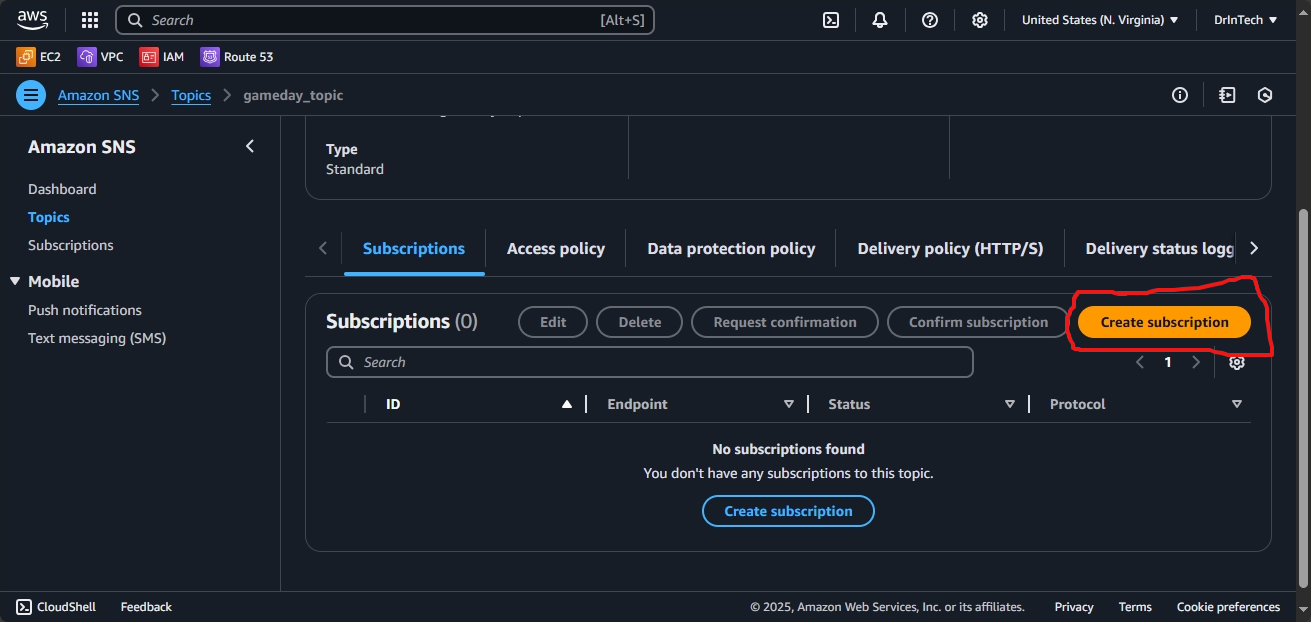 aws
Search [Alt+S]
United States (N. Virginia)
DrInTech
EC2
VPC
IAM
Route 53
Amazon SNS
Topics
gameday_topic
Amazon SNS
Dashboard
Topics
Subscriptions
Mobile
Push notifications
Text messaging (SMS)
Type
Standard
Subscriptions
Access policy
Data protection policy
Delivery policy (HTTP/S)
Delivery status logg
Subscriptions (0)
Edit
Delete
Request confirmation
Confirm subscription
Create subscription
Search
1
ID
Endpoint
Status
Protocol
No subscriptions found
You don't have any subscriptions to this topic.
Create subscription
CloudShell
Feedback
© 2025, Amazon Web Services, Inc. or its affiliates.
Privacy
Terms
Cookie preferences